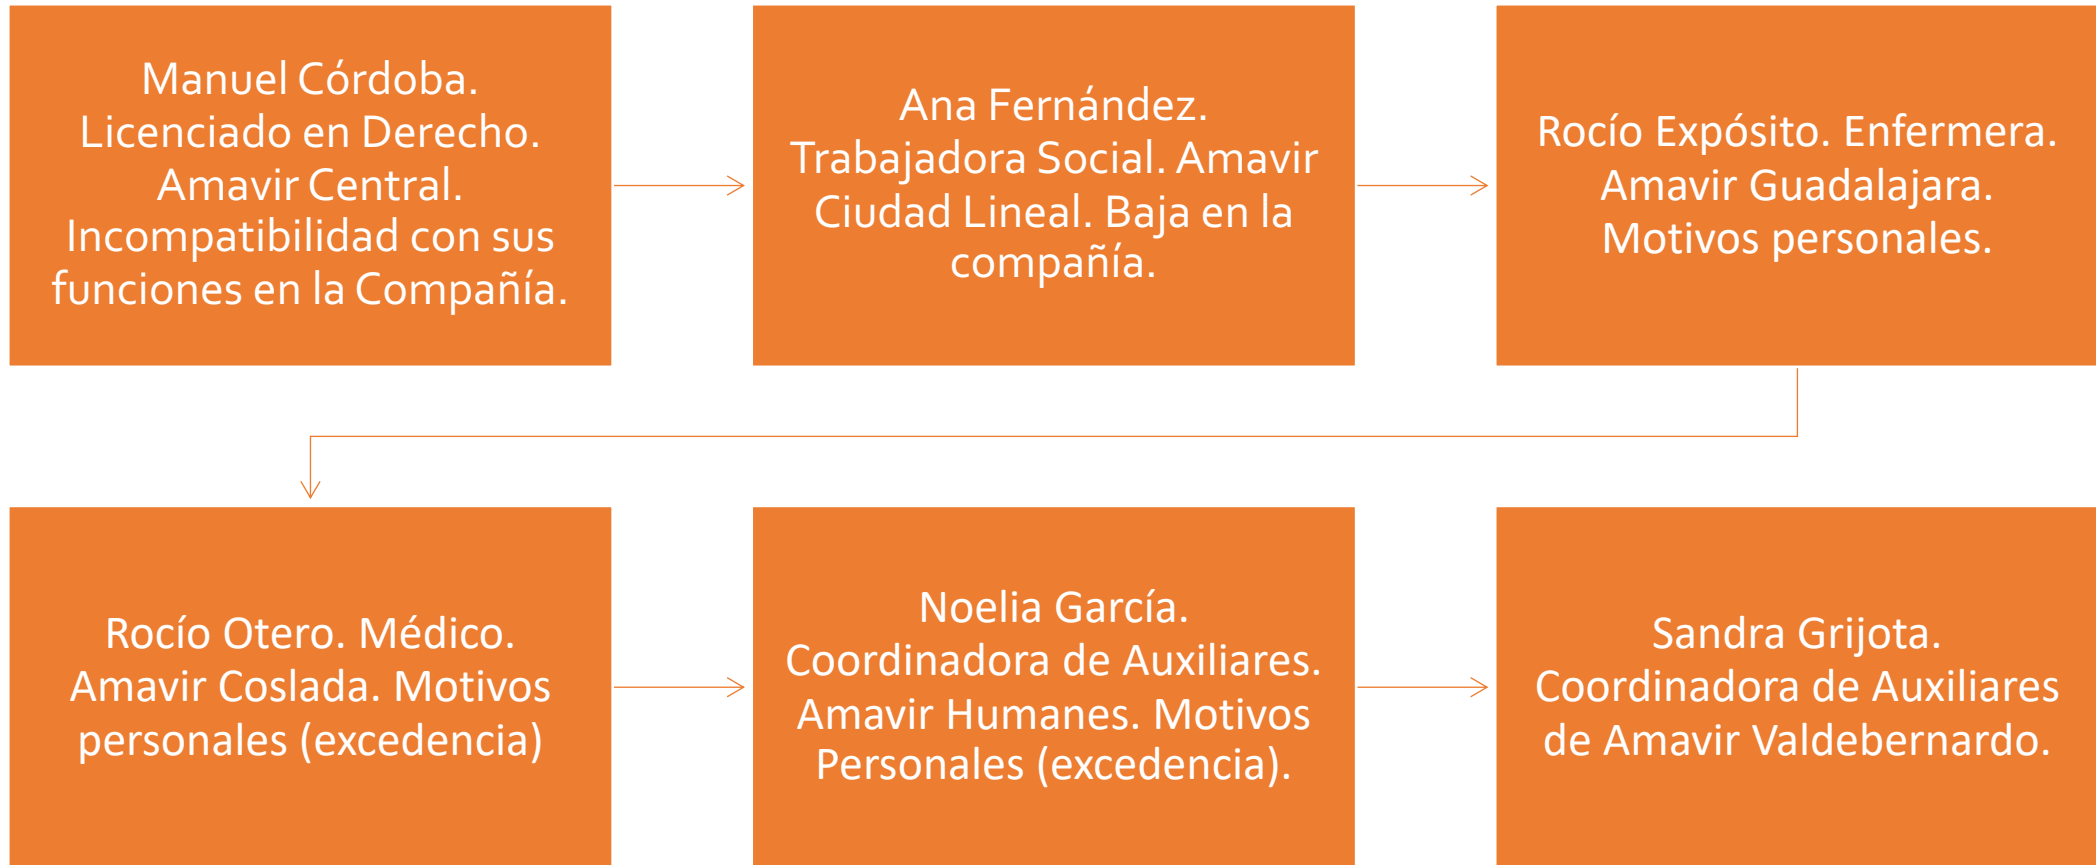 Manuel Córdoba.
Licenciado en Derecho.
Amavir Central.
Incompatibilidad con sus
funciones en la Compañía.
Ana Fernández.
Trabajadora Social. Amavir
Ciudad Lineal. Baja en la
compañía.
Rocío Expósito. Enfermera.
Amavir Guadalajara.
Motivos personales.
Rocío Otero. Médico.
Amavir Coslada. Motivos
personales (excedencia)
Noelia García.
Coordinadora de Auxiliares.
Amavir Humanes. Motivos
Personales (excedencia).
Sandra Grijota.
Coordinadora de Auxiliares
de Amavir Valdebernardo.